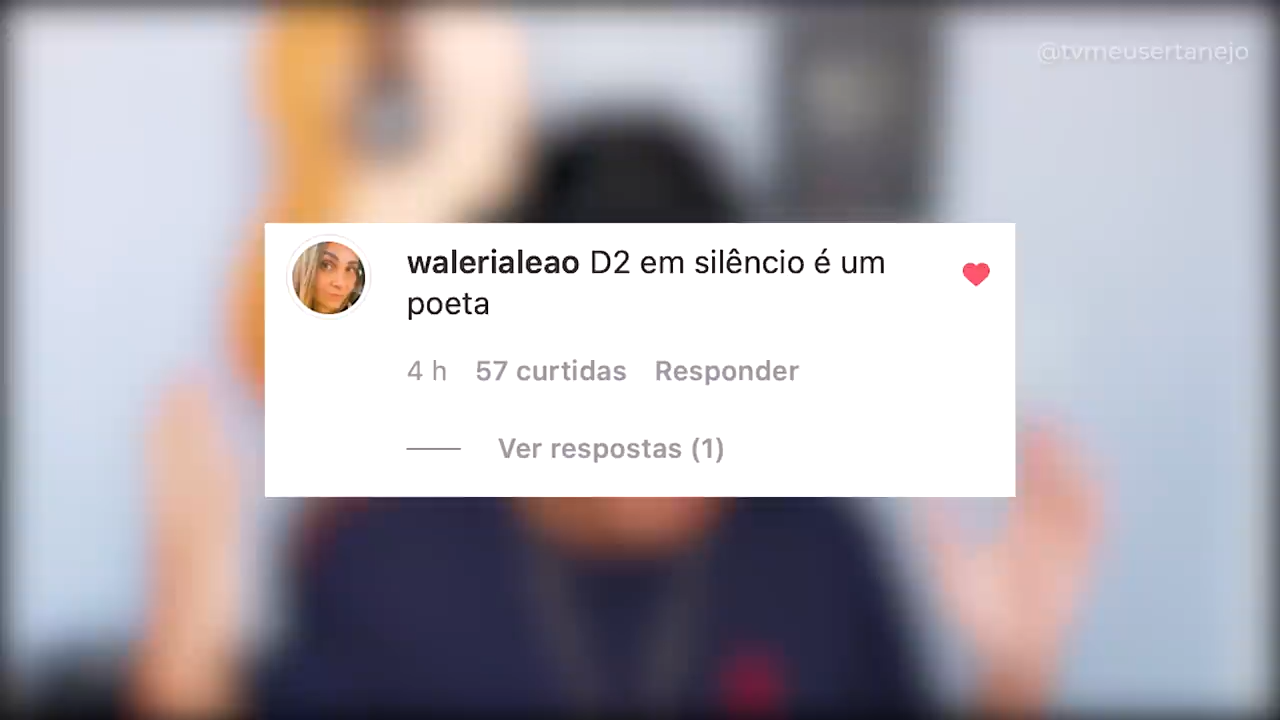 @tvmeusertanejo
walerialeao D2 em silêncio é um
poeta
4 h 57 curtidas Responder
Ver respostas (1)